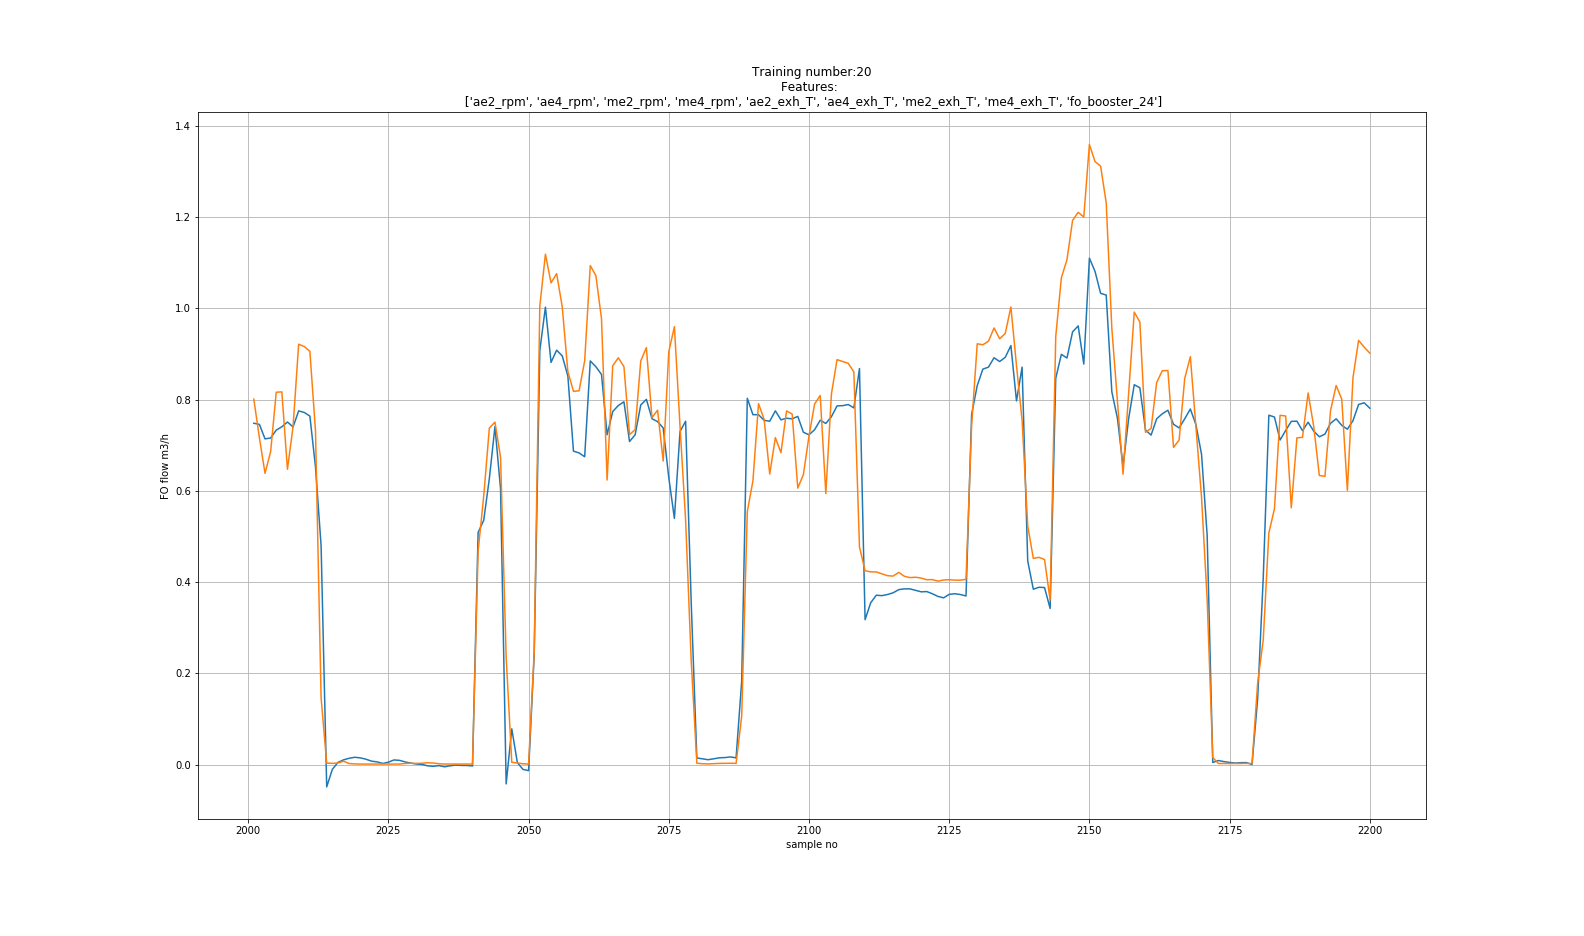 Training number:20
Features:
['ae2_rpm', 'ae4_rpm', 'me2_rpm', 'me4_rpm', 'ae2_exh_T', 'ae4_exh_T', 'me2_exh_T', 'me4_exh_T', 'fo_booster_24']
1.4
1.2
1.0
0.8
0.6
0.4
0.2
0.0
FO flow m3/h
2000 2025 2050 2075 2100 2125 2150 2175 2200
sample no